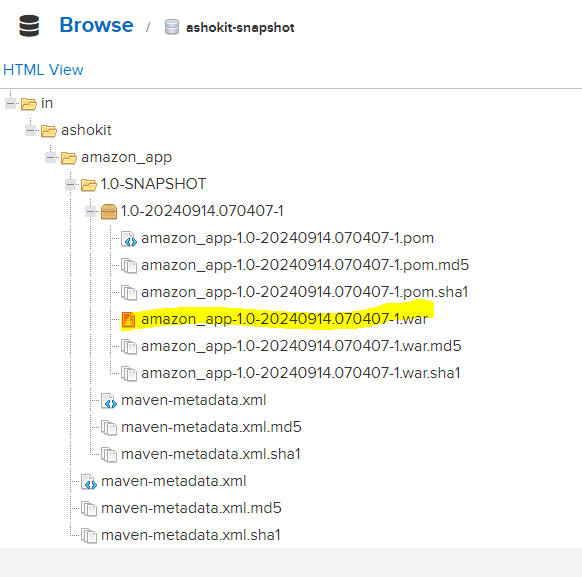 Browse / ashokit-snapshot
HTML View
in
ashokit
amazon_app
1.0-SNAPSHOT
1.0-20240914.070407-1
amazon_app-1.0-20240914.070407-1.pom
amazon_app-1.0-20240914.070407-1.pom.md5
amazon_app-1.0-20240914.070407-1.pom.sha1
amazon_app-1.0-20240914.070407-1.war
amazon_app-1.0-20240914.070407-1.war.md5
amazon_app-1.0-20240914.070407-1.war.sha1
maven-metadata.xml
maven-metadata.xml.md5
maven-metadata.xml.sha1
maven-metadata.xml
maven-metadata.xml.md5
maven-metadata.xml.sha1